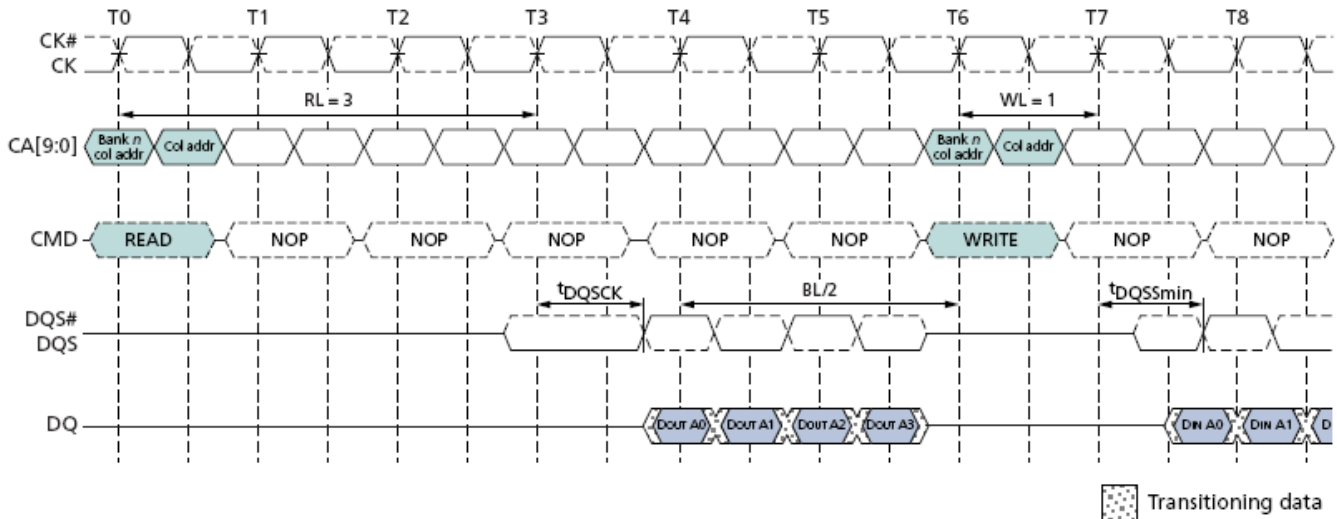 T0 T1 T2 T3 T4 T5 T6 T7 T8
CK#
CK
RL = 3 WL = 1
CA[9:0] Bank n col addr Col addr Bank n col addr Col addr
CMD READ NOP NOP NOP NOP NOP WRITE NOP NOP
tDQSCK BL/2 tDQSSmin
DQS#
DQS
DQ DOUT A0 DOUT A1 DOUT A2 DOUT A3 DIN A0 DIN A1 D
Transitioning data